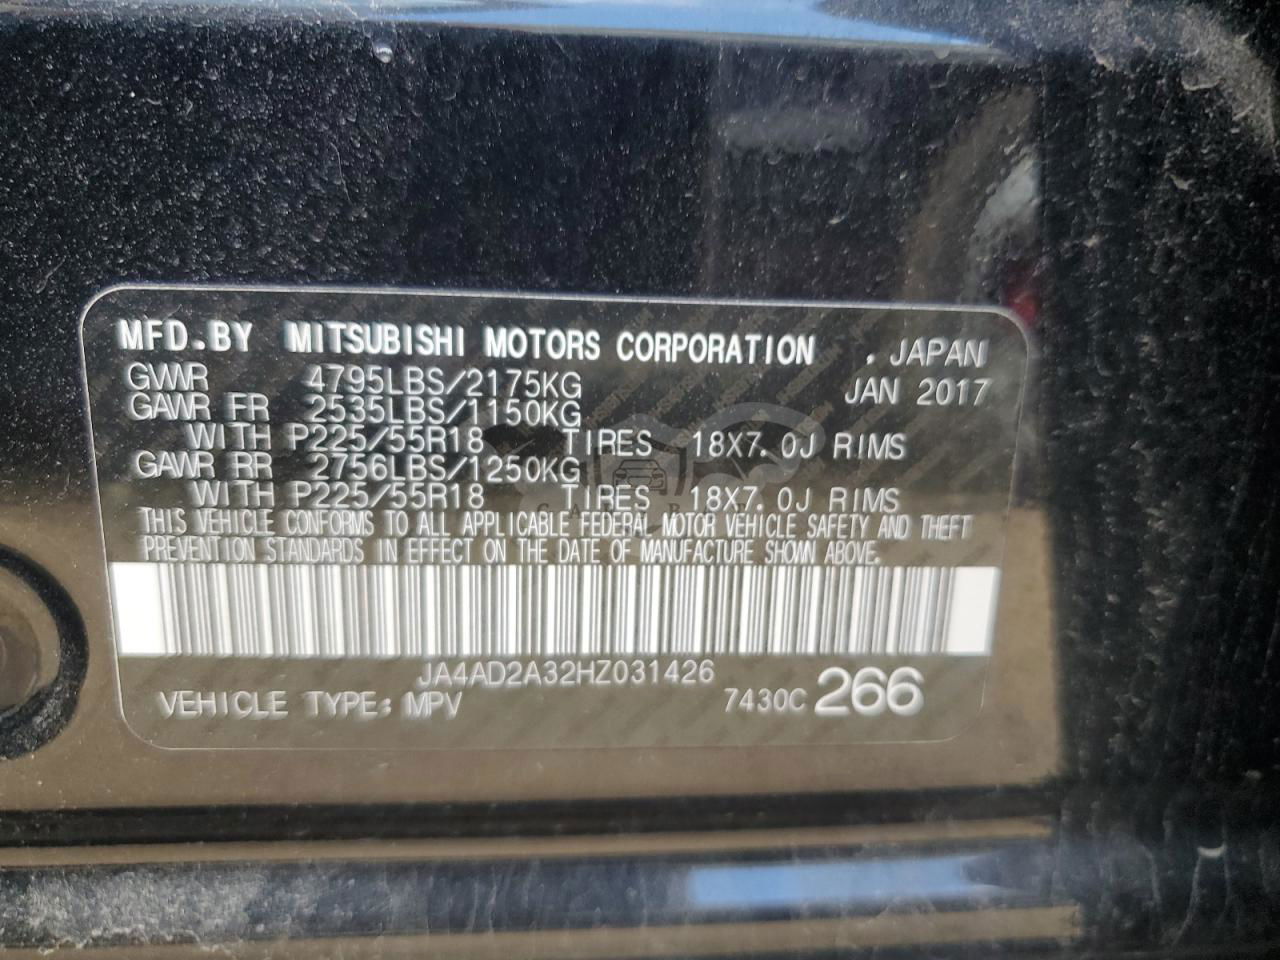 MFD.BY MITSUBISHI MOTORS CORPORATION . JAPAN
GVWR 4795LBS/2175KG JAN 2017
GAWR FR 2535LBS/1150KG
WITH P225/55R18 TIRES 18X7.0J RIMS
GAWR RR 2756LBS/1250KG
WITH P225/55R18 TIRES 18X7.0J RIMS
THIS VEHICLE CONFORMS TO ALL APPLICABLE FEDERAL MOTOR VEHICLE SAFETY AND THEFT
PREVENTION STANDARDS IN EFFECT ON THE DATE OF MANUFACTURE SHOWN ABOVE.
JA4AD2A32HZ031426
VEHICLE TYPE: MPV 7430C 266